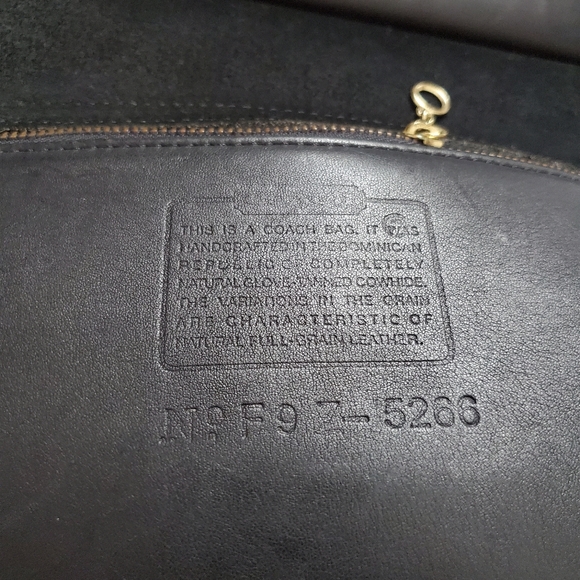 THIS IS A COACH BAG. IT WAS
HANDCRAFTED IN THE DOMINICAN
REPUBLIC OF COMPLETELY
NATURAL GLOVE-TANNED COWHIDE.
THE VARIATIONS IN THE GRAIN
ARE CHARACTERISTIC OF
NATURAL FULL-GRAIN LEATHER.
Nº F9Z-5266